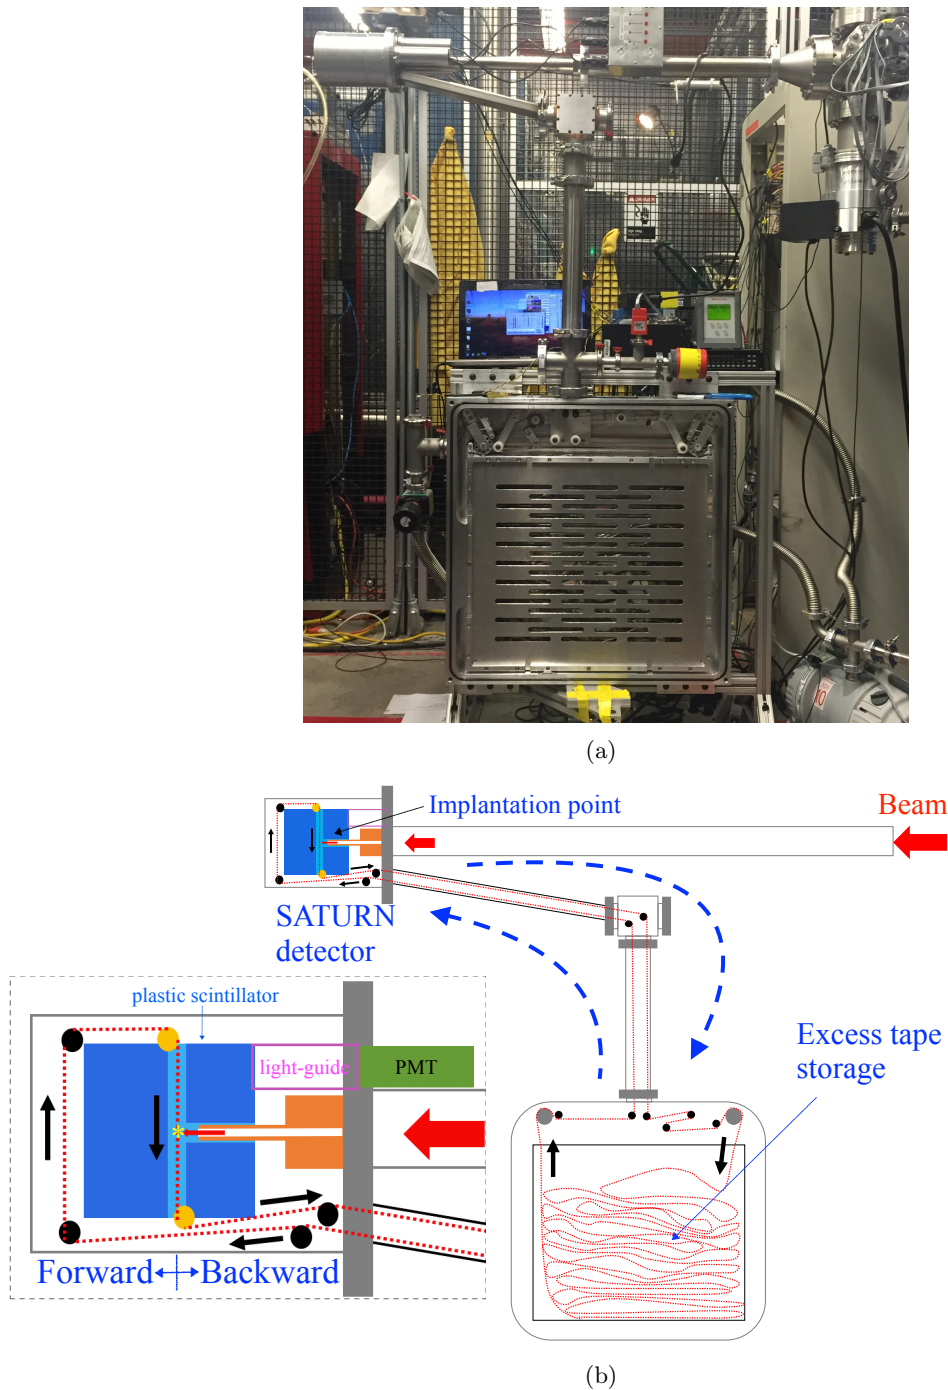 (a)
Beam
Implantation point
SATURN
detector
plastic scintillator
light-guide
PMT
Forward
Backward
Excess tape
storage
(b)